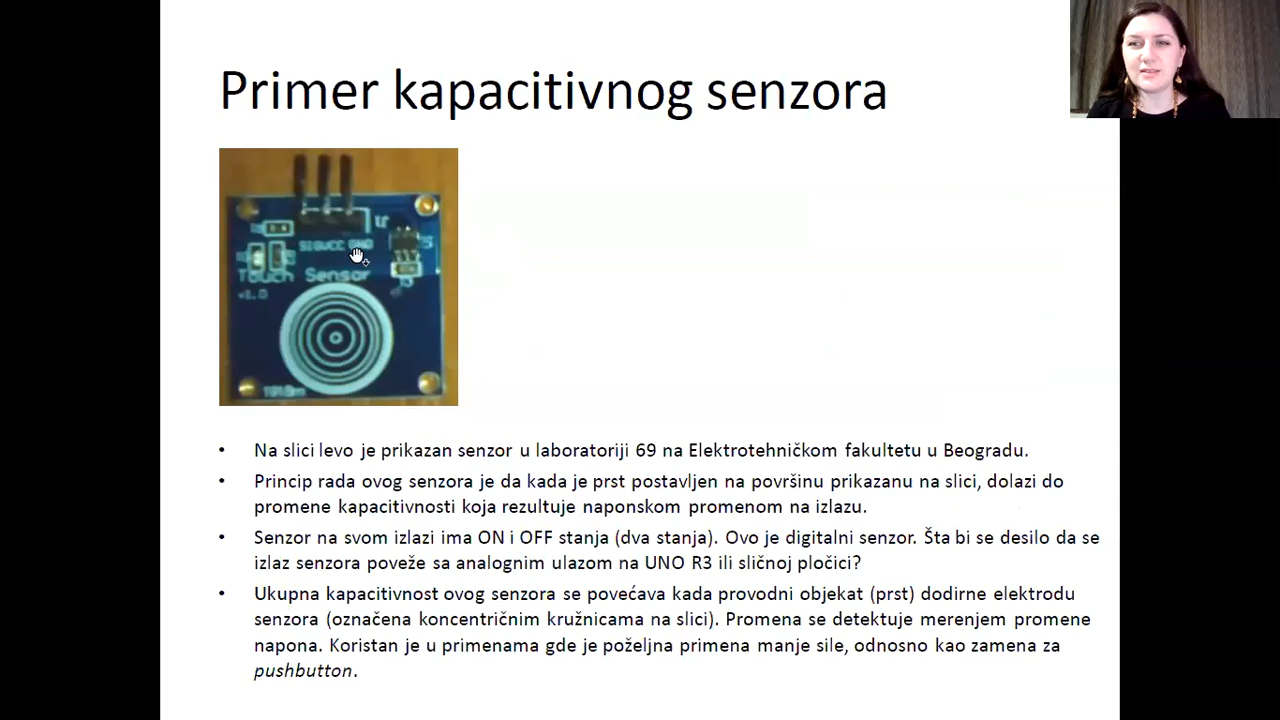 Primer kapacitivnog senzora
SIG VCC GND
Touch Sensor
v1.0
• Na slici levo je prikazan senzor u laboratoriji 69 na Elektrotehničkom fakultetu u Beogradu.
• Princip rada ovog senzora je da kada je prst postavljen na površinu prikazanu na slici, dolazi do
promene kapacitivnosti koja rezultuje naponskom promenom na izlazu.
• Senzor na svom izlazi ima ON i OFF stanja (dva stanja). Ovo je digitalni senzor. Šta bi se desilo da se
izlaz senzora poveže sa analognim ulazom na UNO R3 ili sličnoj pločici?
• Ukupna kapacitivnost ovog senzora se povećava kada provodni objekat (prst) dodirne elektrodu
senzora (označena koncentričnim kružnicama na slici). Promena se detektuje merenjem promene
napona. Koristan je u primenama gde je poželjna primena manje sile, odnosno kao zamena za
pushbutton.